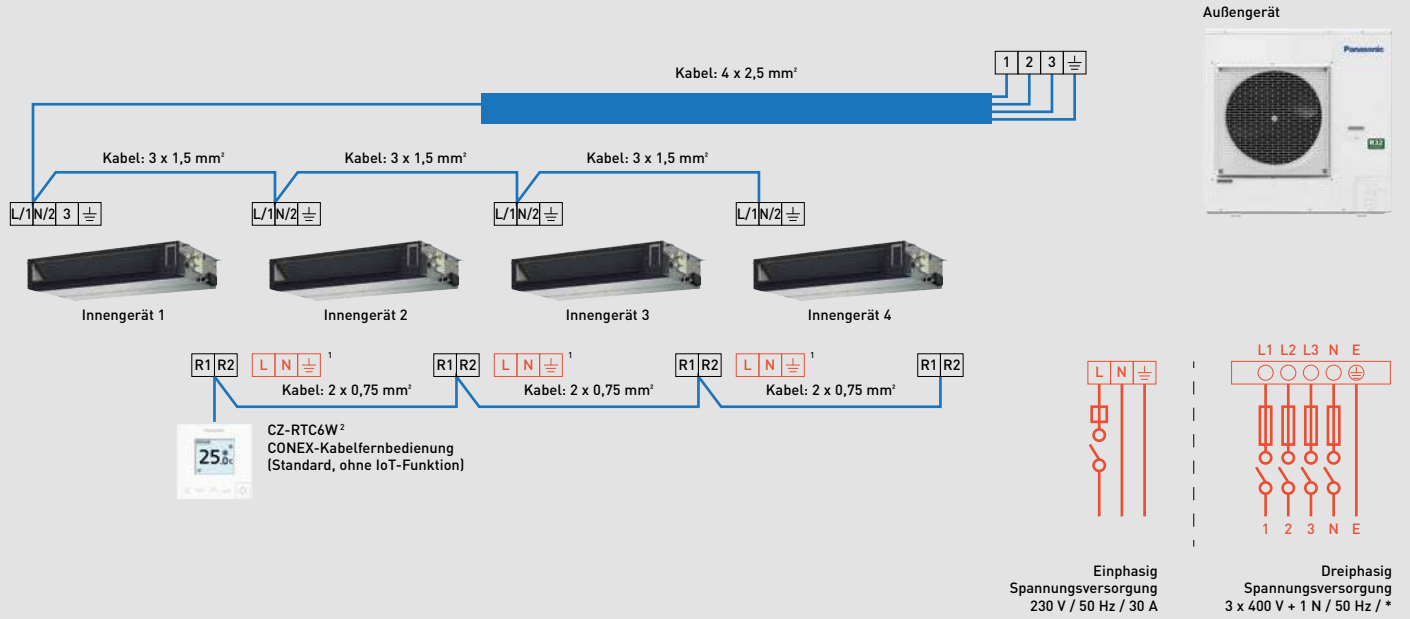 Außengerät
Panasonic
R32
1 2 3
Kabel: 4 x 2,5 mm²
Kabel: 3 x 1,5 mm² Kabel: 3 x 1,5 mm² Kabel: 3 x 1,5 mm²
L/1 N/2 3 L/1 N/2 L/1 N/2 L/1 N/2
Innengerät 1 Innengerät 2 Innengerät 3 Innengerät 4
R1 R2 L N ¹ R1 R2 L N ¹ R1 R2 L N ¹ R1 R2
Kabel: 2 x 0,75 mm² Kabel: 2 x 0,75 mm² Kabel: 2 x 0,75 mm²
CZ-RTC6W²
CONEX-Kabelfernbedienung
(Standard, ohne IoT-Funktion)
Panasonic
25.0c
L N
Einphasig
Spannungsversorgung
230 V / 50 Hz / 30 A
L1 L2 L3 N E
1 2 3 N E
Dreiphasig
Spannungsversorgung
3 x 400 V + 1 N / 50 Hz / *